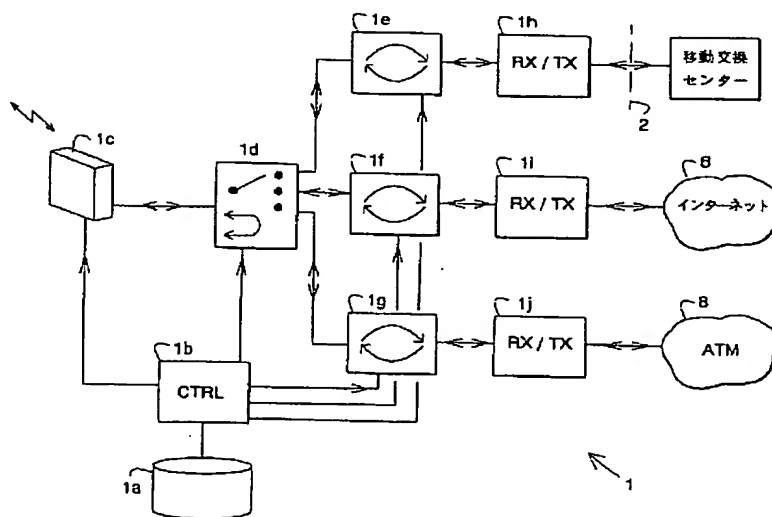 1e
1h
RX / TX
移動交換
センター
2
1c
1d
1f
1i
RX / TX
8
インターネット
1g
1j
RX / TX
8
ATM
1b
CTRL
1a
1